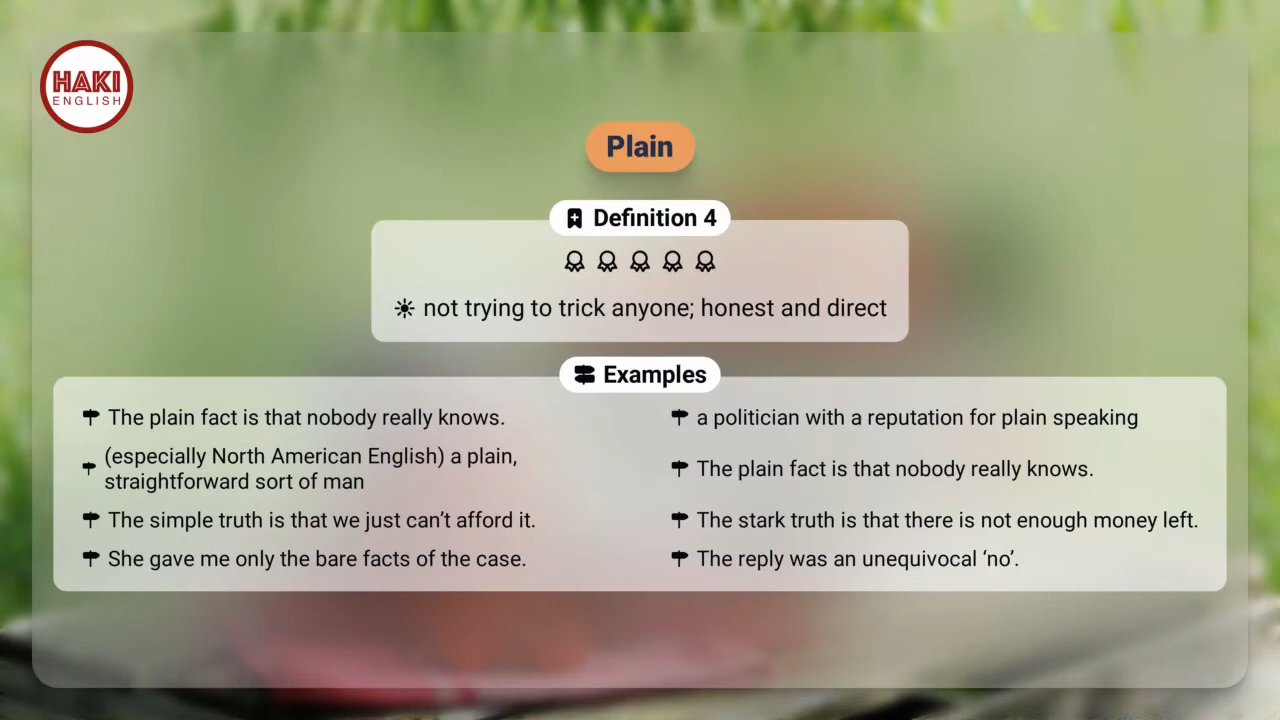 HAKI
ENGLISH
Plain
Definition 4
not trying to trick anyone; honest and direct
Examples
The plain fact is that nobody really knows.
a politician with a reputation for plain speaking
(especially North American English) a plain,
straightforward sort of man
The plain fact is that nobody really knows.
The simple truth is that we just can’t afford it.
The stark truth is that there is not enough money left.
She gave me only the bare facts of the case.
The reply was an unequivocal ‘no’.